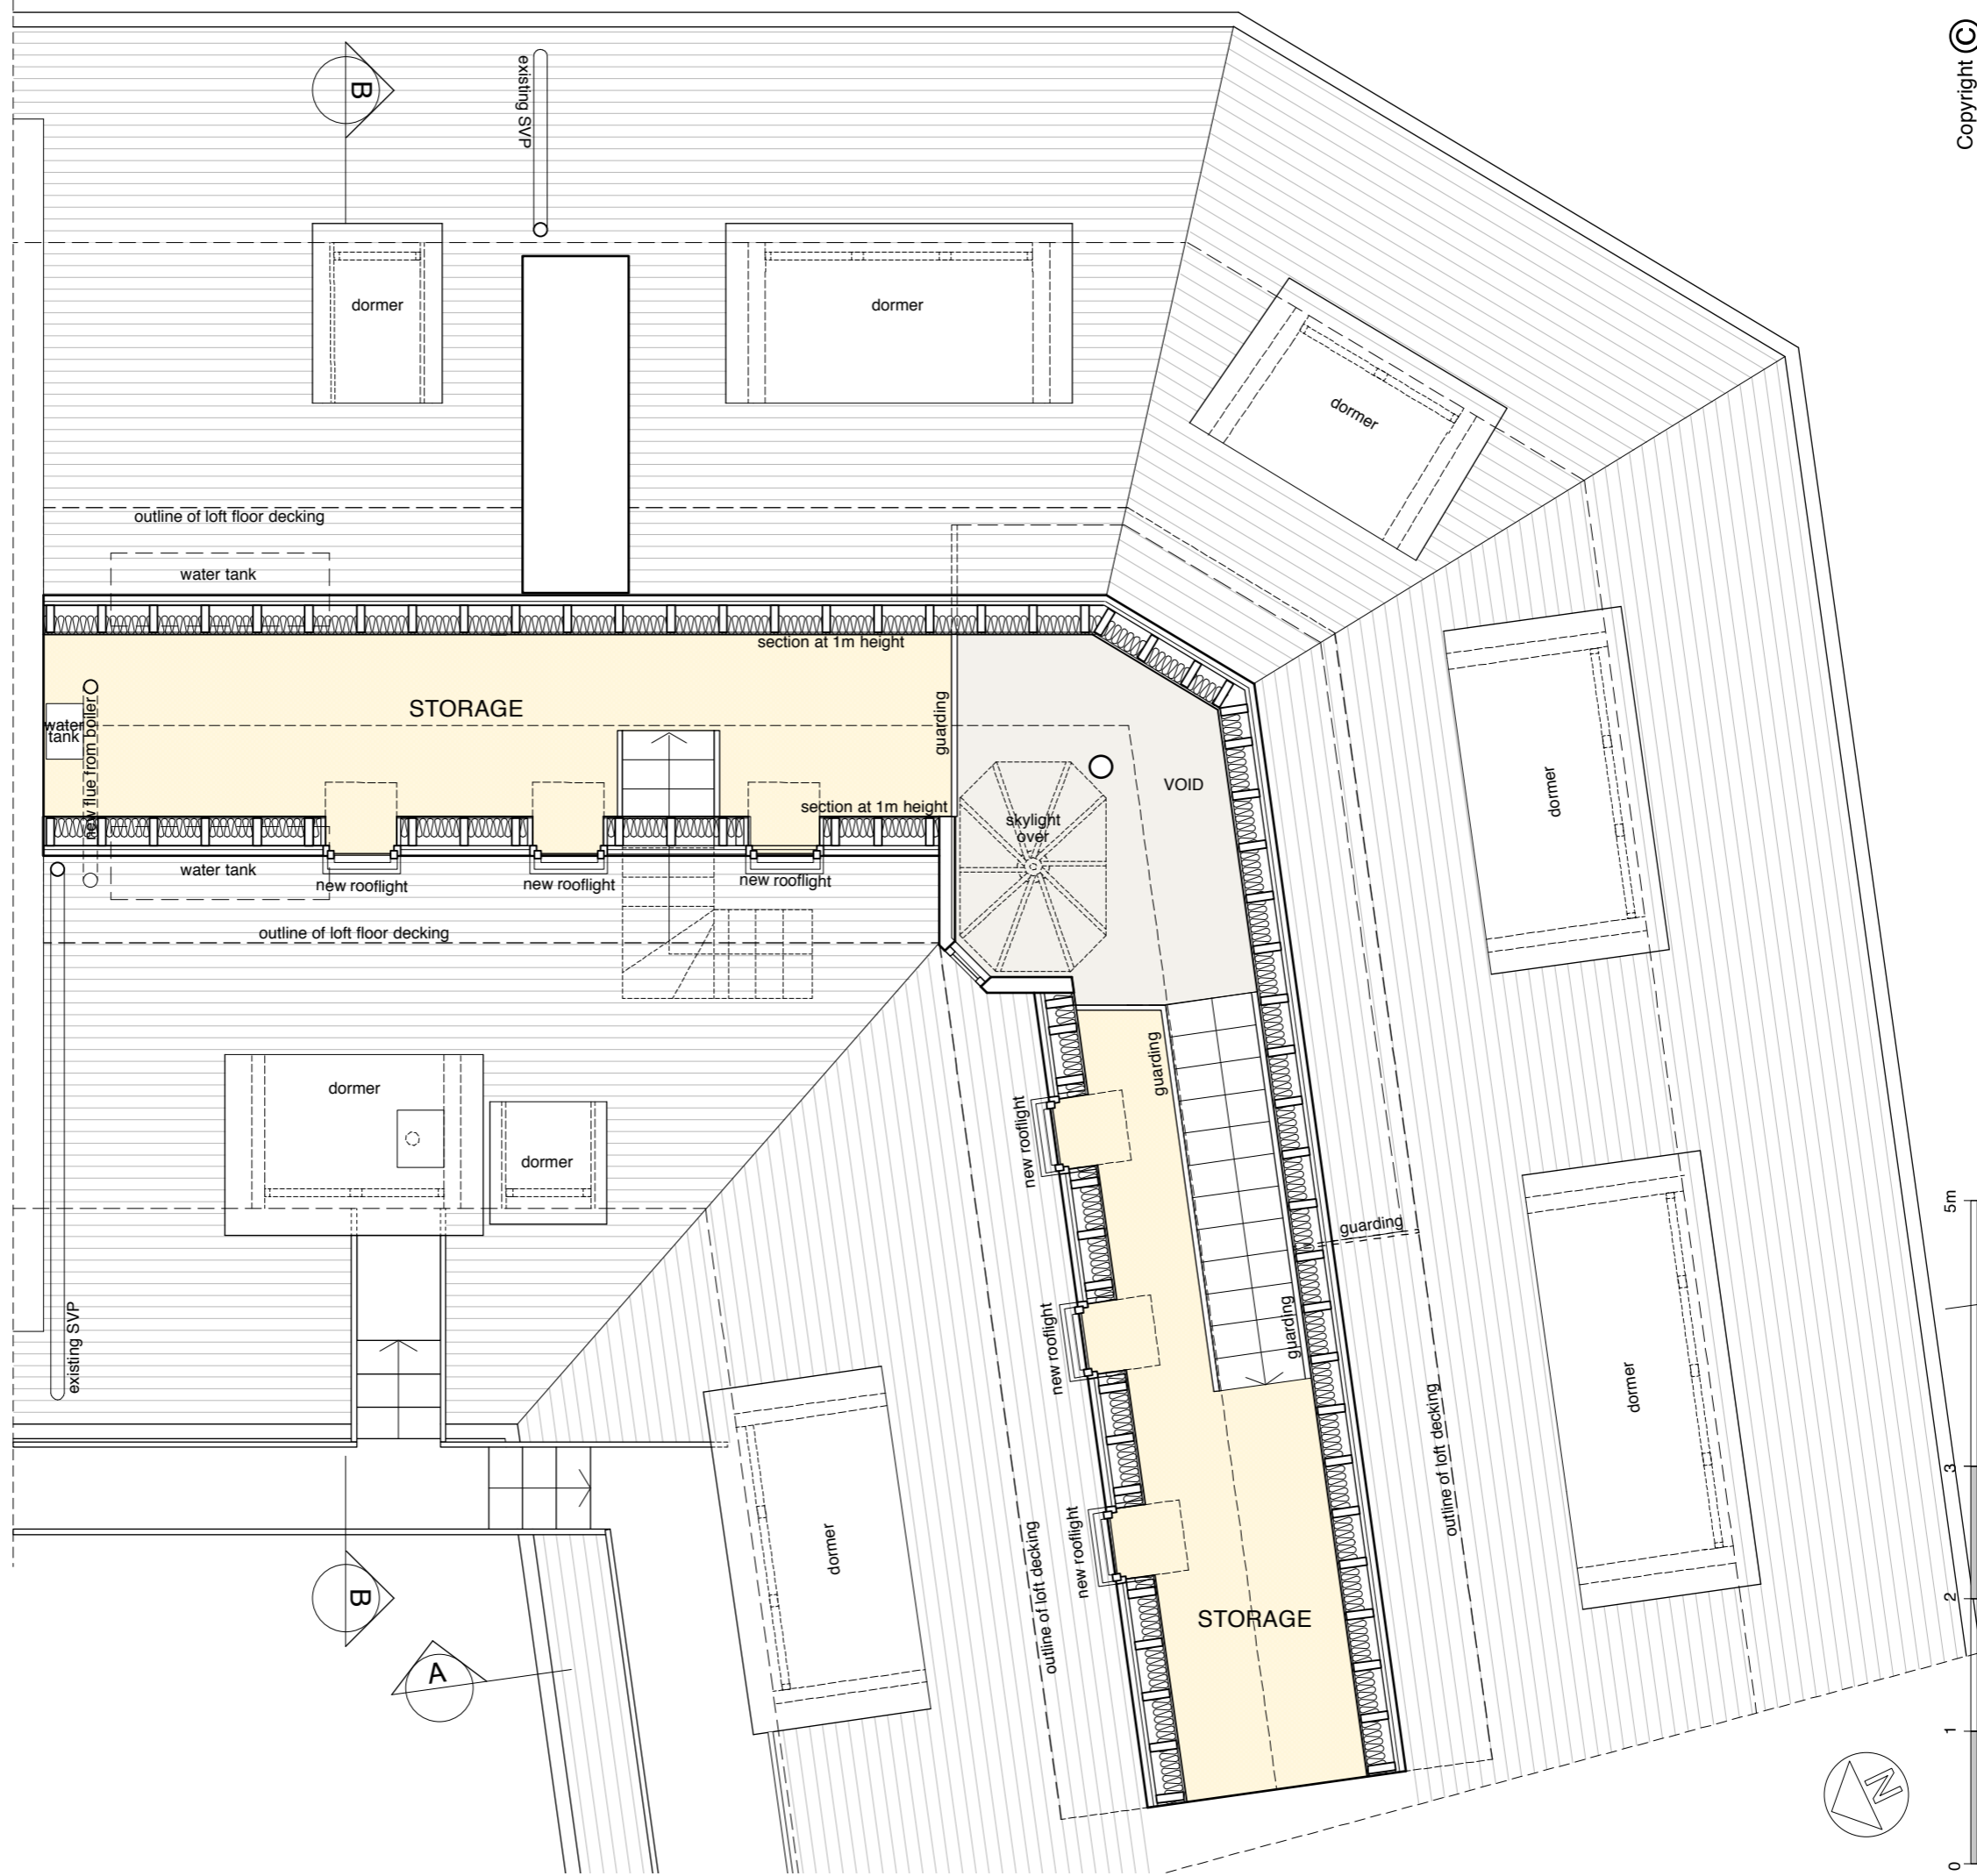 Copyright ©
B
existing SVP
dormer
dormer
dormer
outline of loft floor decking
water tank
section at 1m height
STORAGE
water
tank
new flue from boiler
guarding
VOID
skylight
over
section at 1m height
dormer
water tank
new rooflight
new rooflight
new rooflight
outline of loft floor decking
dormer
dormer
guarding
new rooflight
guarding
5m
existing SVP
new rooflight
guarding
dormer
outline of loft decking
3
dormer
new rooflight
outline of loft decking
B
STORAGE
2
A
1
N
0